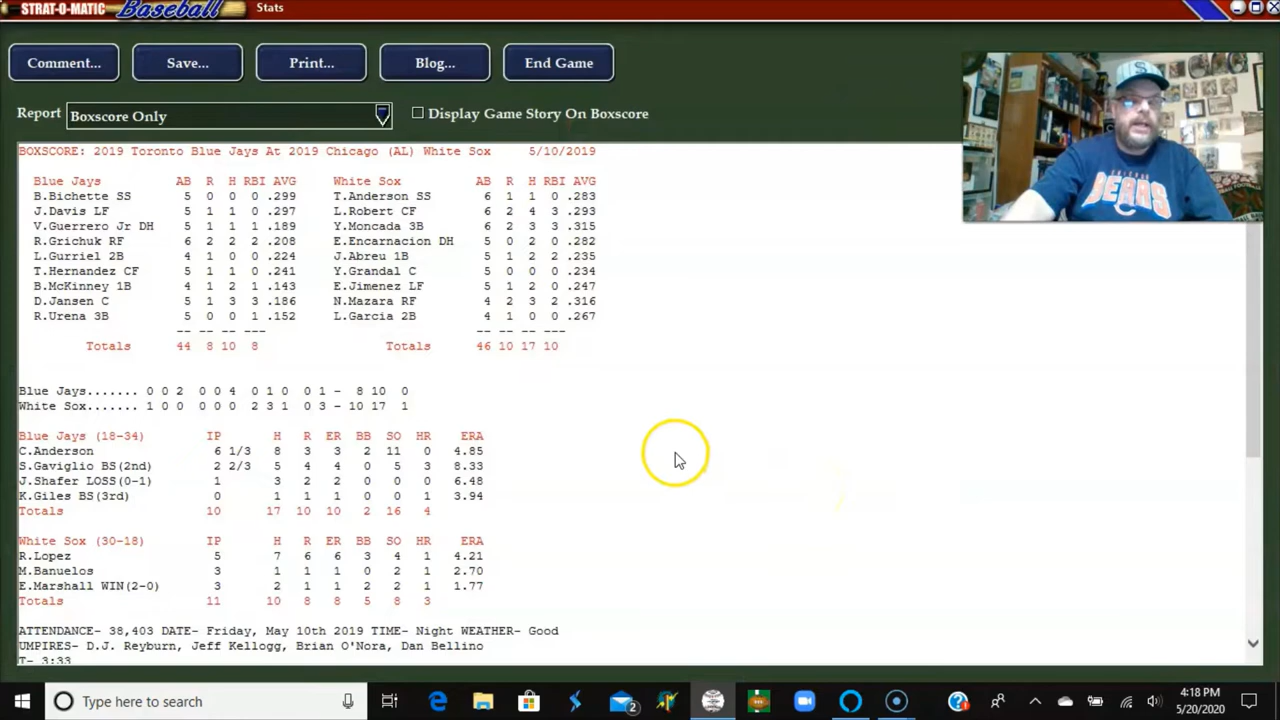 STRAT-O-MATIC Baseball Stats
Comment... Save... Print... Blog... End Game
Report Boxscore Only Display Game Story On Boxscore
BOXSCORE: 2019 Toronto Blue Jays At 2019 Chicago (AL) White Sox 5/10/2019
Blue Jays AB R H RBI AVG White Sox AB R H RBI AVG
B.Bichette SS 5 0 0 0 .299 T.Anderson SS 6 1 1 0 .283
J.Davis LF 5 1 1 0 .297 L.Robert CF 6 2 4 3 .293
V.Guerrero Jr DH 5 1 1 1 .189 Y.Moncada 3B 6 2 3 3 .315
R.Grichuk RF 6 2 2 2 .208 E.Encarnacion DH 5 0 2 0 .282
L.Gurriel 2B 4 1 0 0 .224 J.Abreu 1B 5 1 2 2 .235
T.Hernandez CF 5 1 1 0 .241 Y.Grandal C 5 0 0 0 .234
B.McKinney 1B 4 1 2 1 .143 E.Jimenez LF 5 1 2 0 .247
D.Jansen C 5 1 3 3 .186 N.Mazara RF 4 2 3 2 .316
R.Urena 3B 5 0 0 1 .152 L.Garcia 2B 4 1 0 0 .267
-- -- -- --- -- -- -- ---
Totals 44 8 10 8 Totals 46 10 17 10
Blue Jays....... 0 0 2 0 0 4 0 1 0 0 1 - 8 10 0
White Sox....... 1 0 0 0 0 0 2 3 1 0 3 - 10 17 1
Blue Jays (18-34) IP H R ER BB SO HR ERA
C.Anderson 6 1/3 8 3 3 2 11 0 4.85
S.Gaviglio BS(2nd) 2 2/3 5 4 4 0 5 3 8.33
J.Shafer LOSS(0-1) 1 3 2 2 0 0 0 6.48
K.Giles BS(3rd) 0 1 1 1 0 0 1 3.94
Totals 10 17 10 10 2 16 4
White Sox (30-18) IP H R ER BB SO HR ERA
R.Lopez 5 7 6 6 3 4 1 4.21
M.Banuelos 3 1 1 1 0 2 1 2.70
E.Marshall WIN(2-0) 3 2 1 1 2 2 1 1.77
Totals 11 10 8 8 5 8 3
ATTENDANCE- 38,403 DATE- Friday, May 10th 2019 TIME- Night WEATHER- Good
UMPIRES- D.J. Reyburn, Jeff Kellogg, Brian O'Nora, Dan Bellino
T- 3:33
S
CHICAGO
BEARS
C
Type here to search
2
4:18 PM
5/20/2020